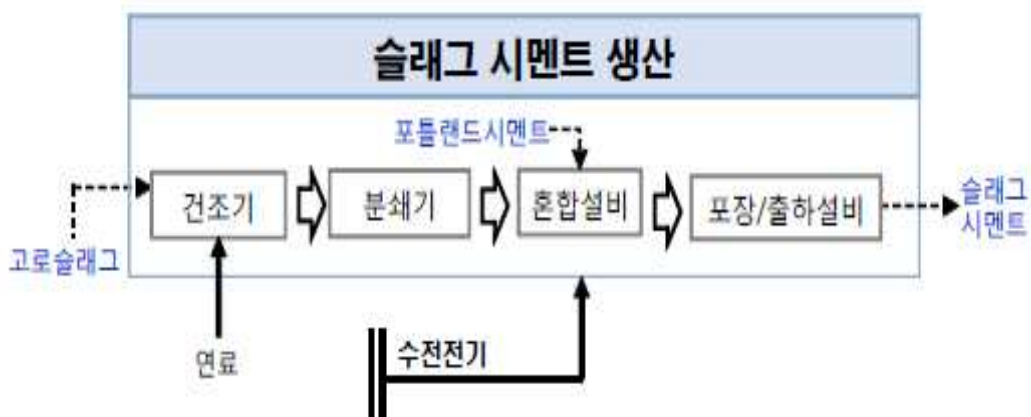 슬래그 시멘트 생산
포틀랜드시멘트
건조기
분쇄기
혼합설비
포장/출하설비
슬래그
시멘트
고로슬래그
연료
수전전기